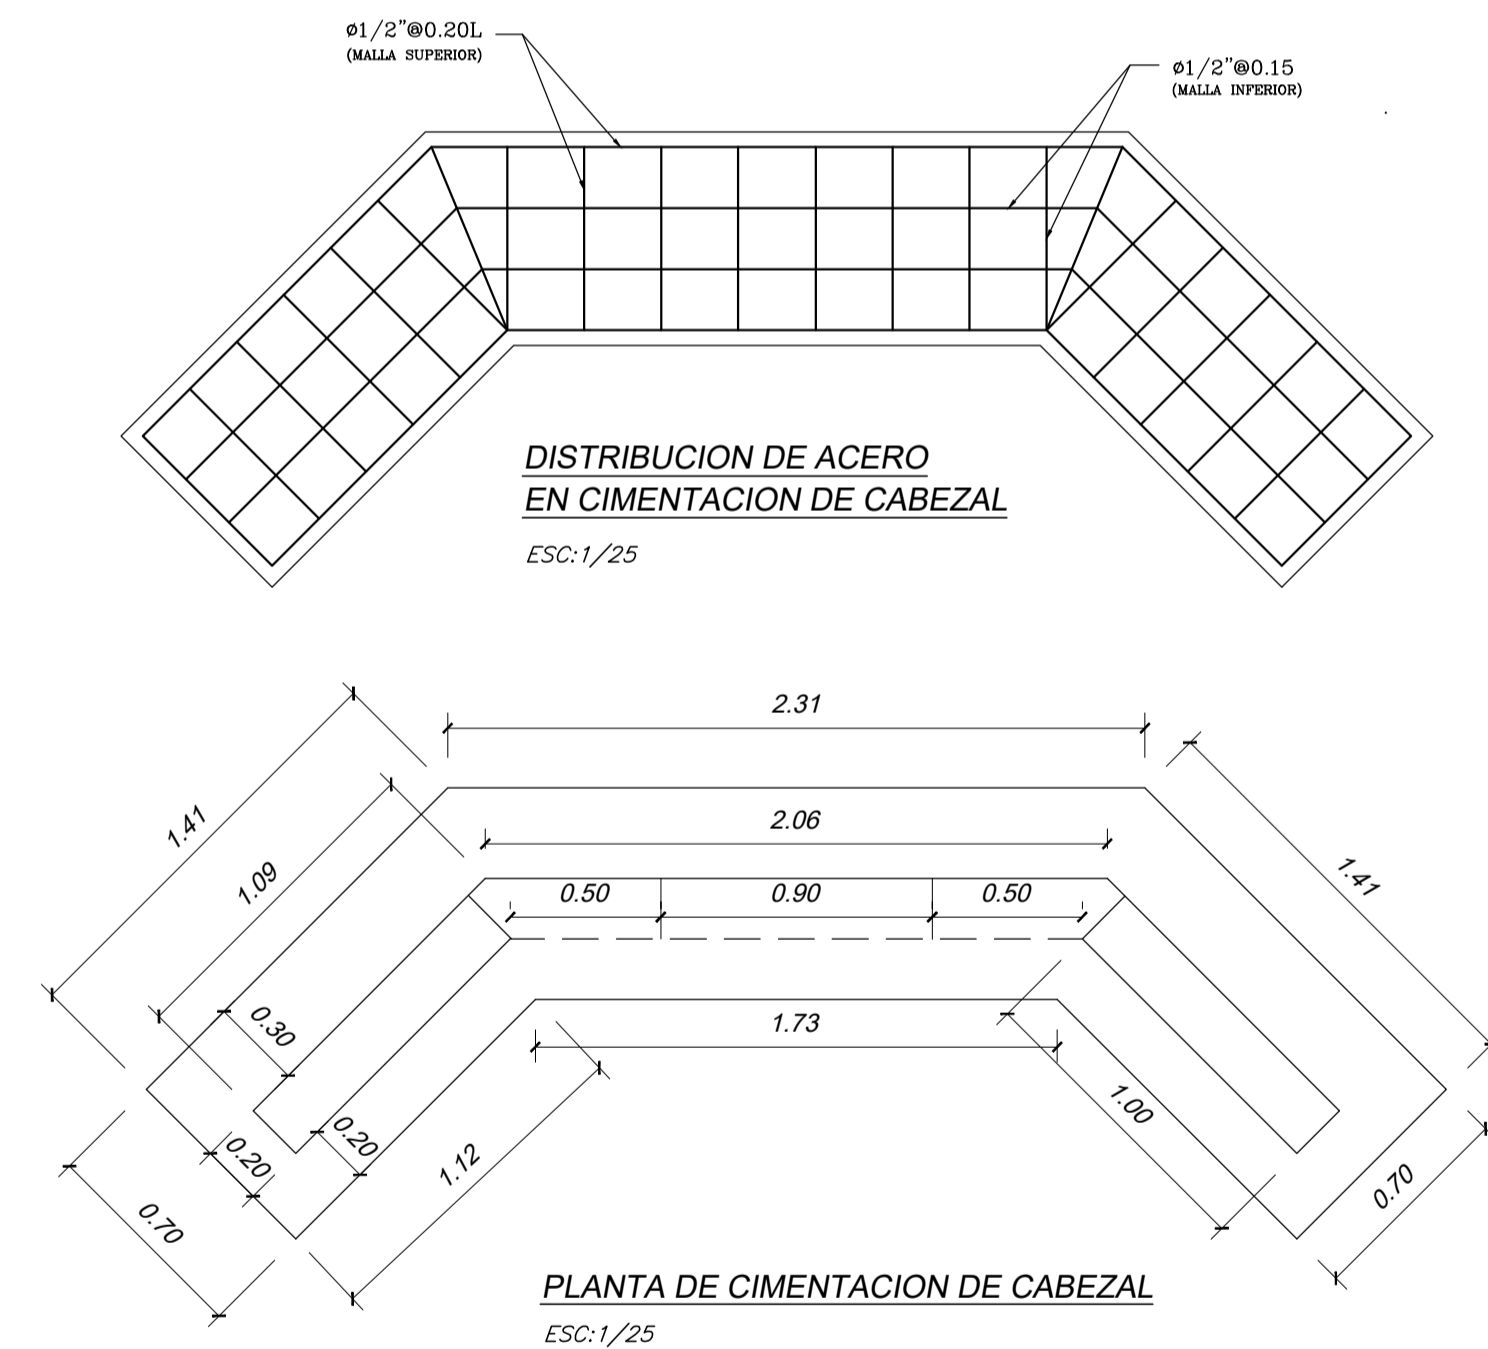 ø1/2"@0.20L
(MALLA SUPERIOR)
ø1/2"@0.15
(MALLA INFERIOR)
DISTRIBUCION DE ACERO
EN CIMENTACION DE CABEZAL
ESC:1/25
2.31
2.06
1.41
1.09
0.50
0.90
0.50
1.41
0.30
1.73
0.20
0.20
1.12
1.00
0.70
0.70
PLANTA DE CIMENTACION DE CABEZAL
ESC:1/25